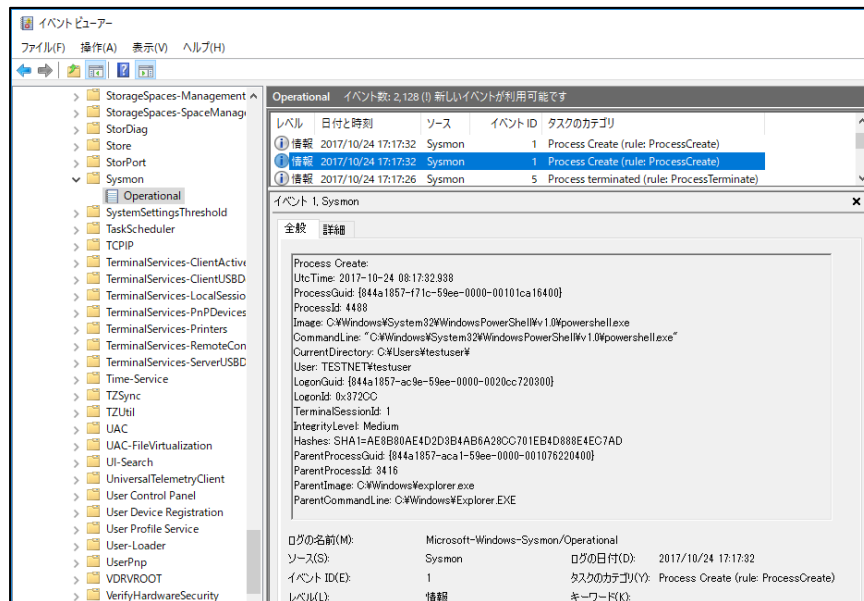 イベント ビューアー
ファイル(F) 操作(A) 表示(V) ヘルプ(H)
StorageSpaces-Management
StorageSpaces-SpaceManage
StorDiag
Store
StorPort
Sysmon
Operational
SystemSettingsThreshold
TaskScheduler
TCPIP
TerminalServices-ClientActive
TerminalServices-ClientUSBD
TerminalServices-LocalSessio
TerminalServices-PnPDevices
TerminalServices-Printers
TerminalServices-RemoteCon
TerminalServices-ServerUSBD
Time-Service
TZSync
TZUtil
UAC
UAC-FileVirtualization
UI-Search
UniversalTelemetryClient
User Control Panel
User Device Registration
User Profile Service
User-Loader
UserPnp
VDRVROOT
VerifyHardwareSecurity
Operational イベント数: 2,128 (!) 新しいイベントが利用可能です
レベル 日付と時刻 ソース イベント ID タスクのカテゴリ
情報 2017/10/24 17:17:32 Sysmon 1 Process Create (rule: ProcessCreate)
情報 2017/10/24 17:17:32 Sysmon 1 Process Create (rule: ProcessCreate)
情報 2017/10/24 17:17:26 Sysmon 5 Process terminated (rule: ProcessTerminate)
イベント 1, Sysmon
全般 詳細
Process Create:
UtcTime: 2017-10-24 08:17:32.938
ProcessGuid: {844a1857-f71c-59ee-0000-00101ca16400}
ProcessId: 4488
Image: C:¥Windows¥System32¥WindowsPowerShell¥v1.0¥powershell.exe
CommandLine: "C:¥Windows¥System32¥WindowsPowerShell¥v1.0¥powershell.exe"
CurrentDirectory: C:¥Users¥testuser¥
User: TESTNET¥testuser
LogonGuid: {844a1857-ac9e-59ee-0000-0020cc720300}
LogonId: 0x372CC
TerminalSessionId: 1
IntegrityLevel: Medium
Hashes: SHA1=AE8B80AE4D2D3B4AB6A28CC701EB4D888E4EC7AD
ParentProcessGuid: {844a1857-aca1-59ee-0000-001076220400}
ParentProcessId: 3416
ParentImage: C:¥Windows¥explorer.exe
ParentCommandLine: C:¥Windows¥Explorer.EXE
ログの名前(M): Microsoft-Windows-Sysmon/Operational
ソース(S): Sysmon ログの日付(D): 2017/10/24 17:17:32
イベント ID(E): 1 タスクのカテゴリ(Y): Process Create (rule: ProcessCreate)
レベル(L): 情報 キーワード(K):